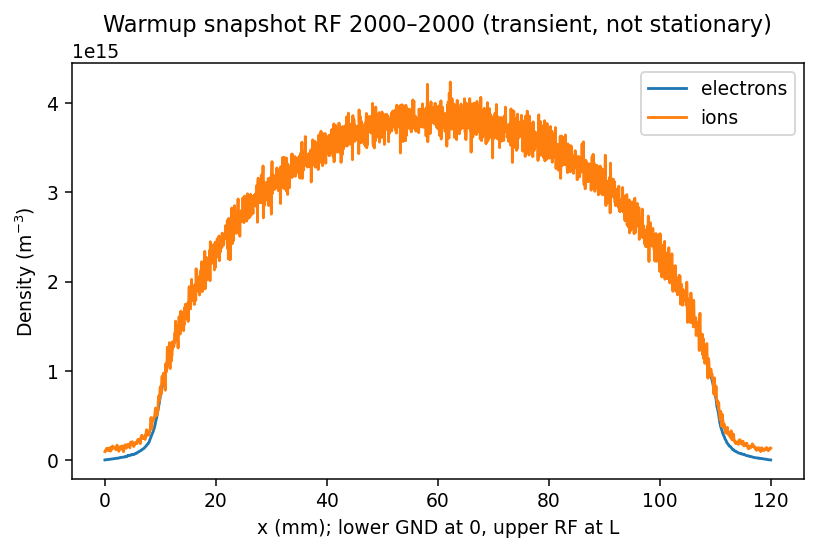 Warmup snapshot RF 2000–2000 (transient, not stationary)
1e15
electrons
ions
4
3
2
1
0
Density (m⁻³)
0 20 40 60 80 100 120
x (mm); lower GND at 0, upper RF at L